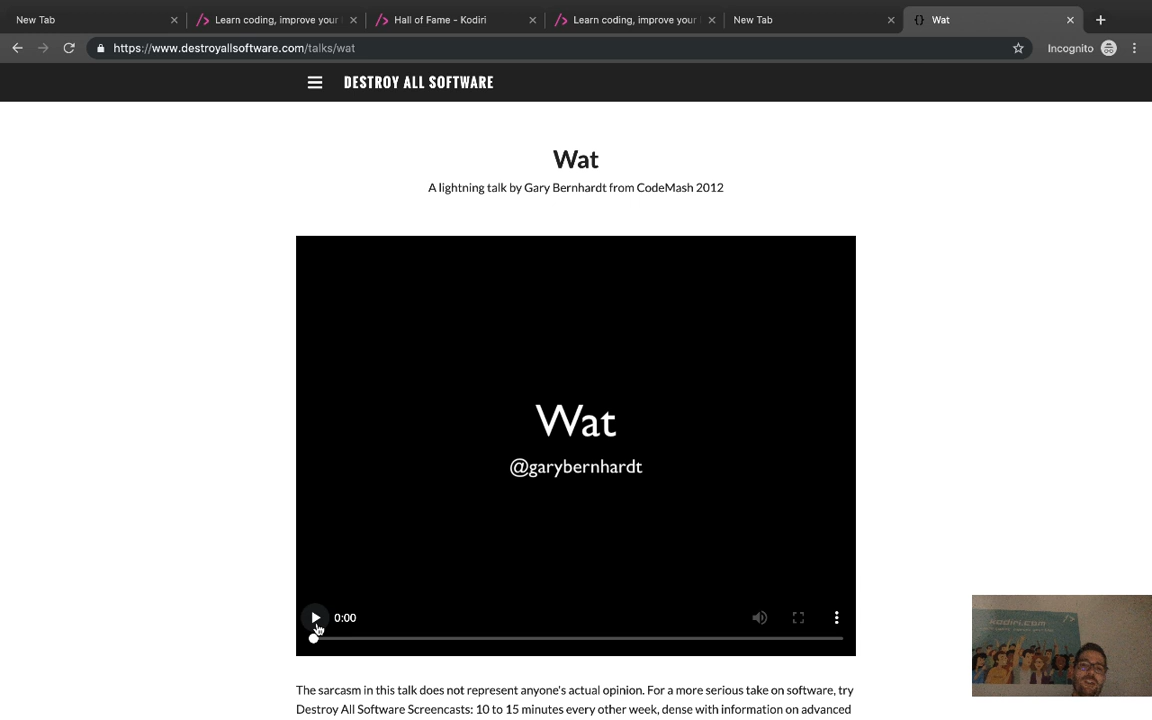 New Tab
Learn coding, improve your
Hall of Fame - Kodiri
Learn coding, improve your
New Tab
Wat
https://www.destroyallsoftware.com/talks/wat
Incognito
DESTROY ALL SOFTWARE
Wat
A lightning talk by Gary Bernhardt from CodeMash 2012
Wat
@garybernhardt
0:00
kodiri.com
The sarcasm in this talk does not represent anyone's actual opinion. For a more serious take on software, try
Destroy All Software Screencasts: 10 to 15 minutes every other week, dense with information on advanced